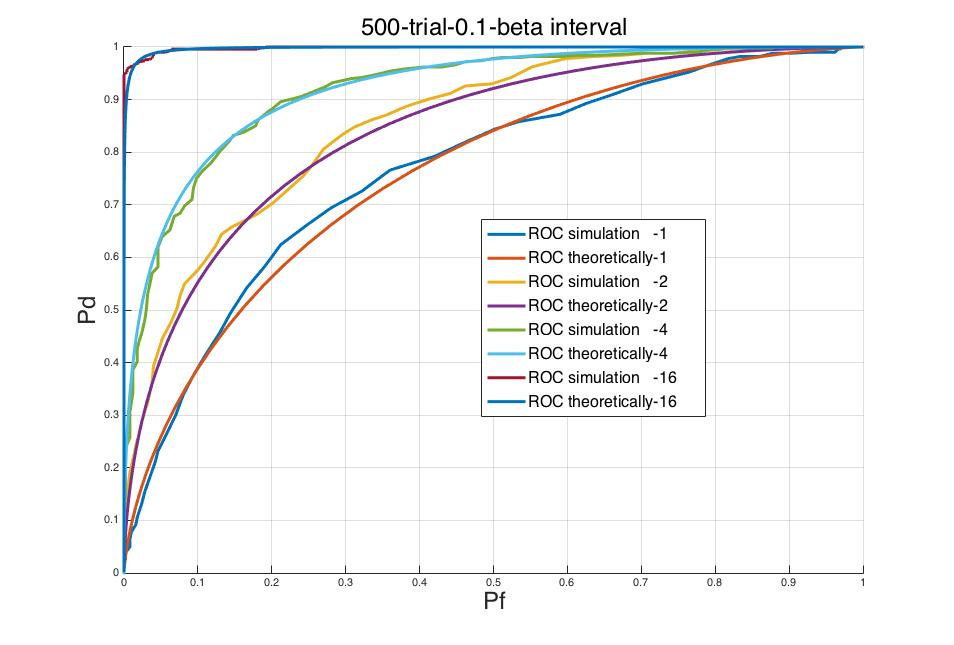 500-trial-0.1-beta interval
1
0.9
0.8
0.7
0.6
0.5
0.4
0.3
0.2
0.1
0
Pd
ROC simulation -1
ROC theoretically-1
ROC simulation -2
ROC theoretically-2
ROC simulation -4
ROC theoretically-4
ROC simulation -16
ROC theoretically-16
0 0.1 0.2 0.3 0.4 0.5 0.6 0.7 0.8 0.9 1
Pf